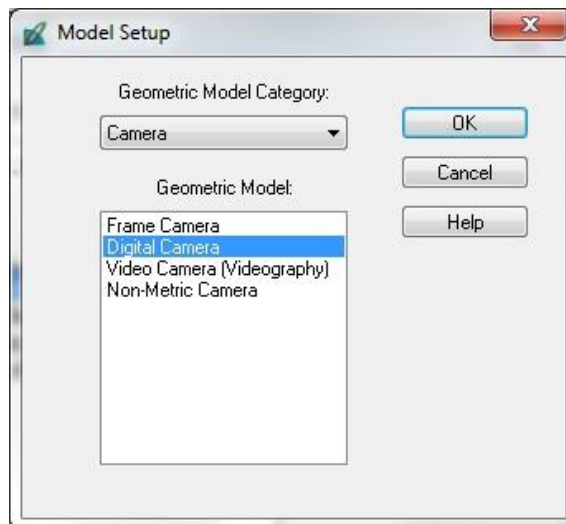 Model Setup
Geometric Model Category:
Camera
OK
Cancel
Geometric Model:
Help
Frame Camera
Digital Camera
Video Camera (Videography)
Non-Metric Camera